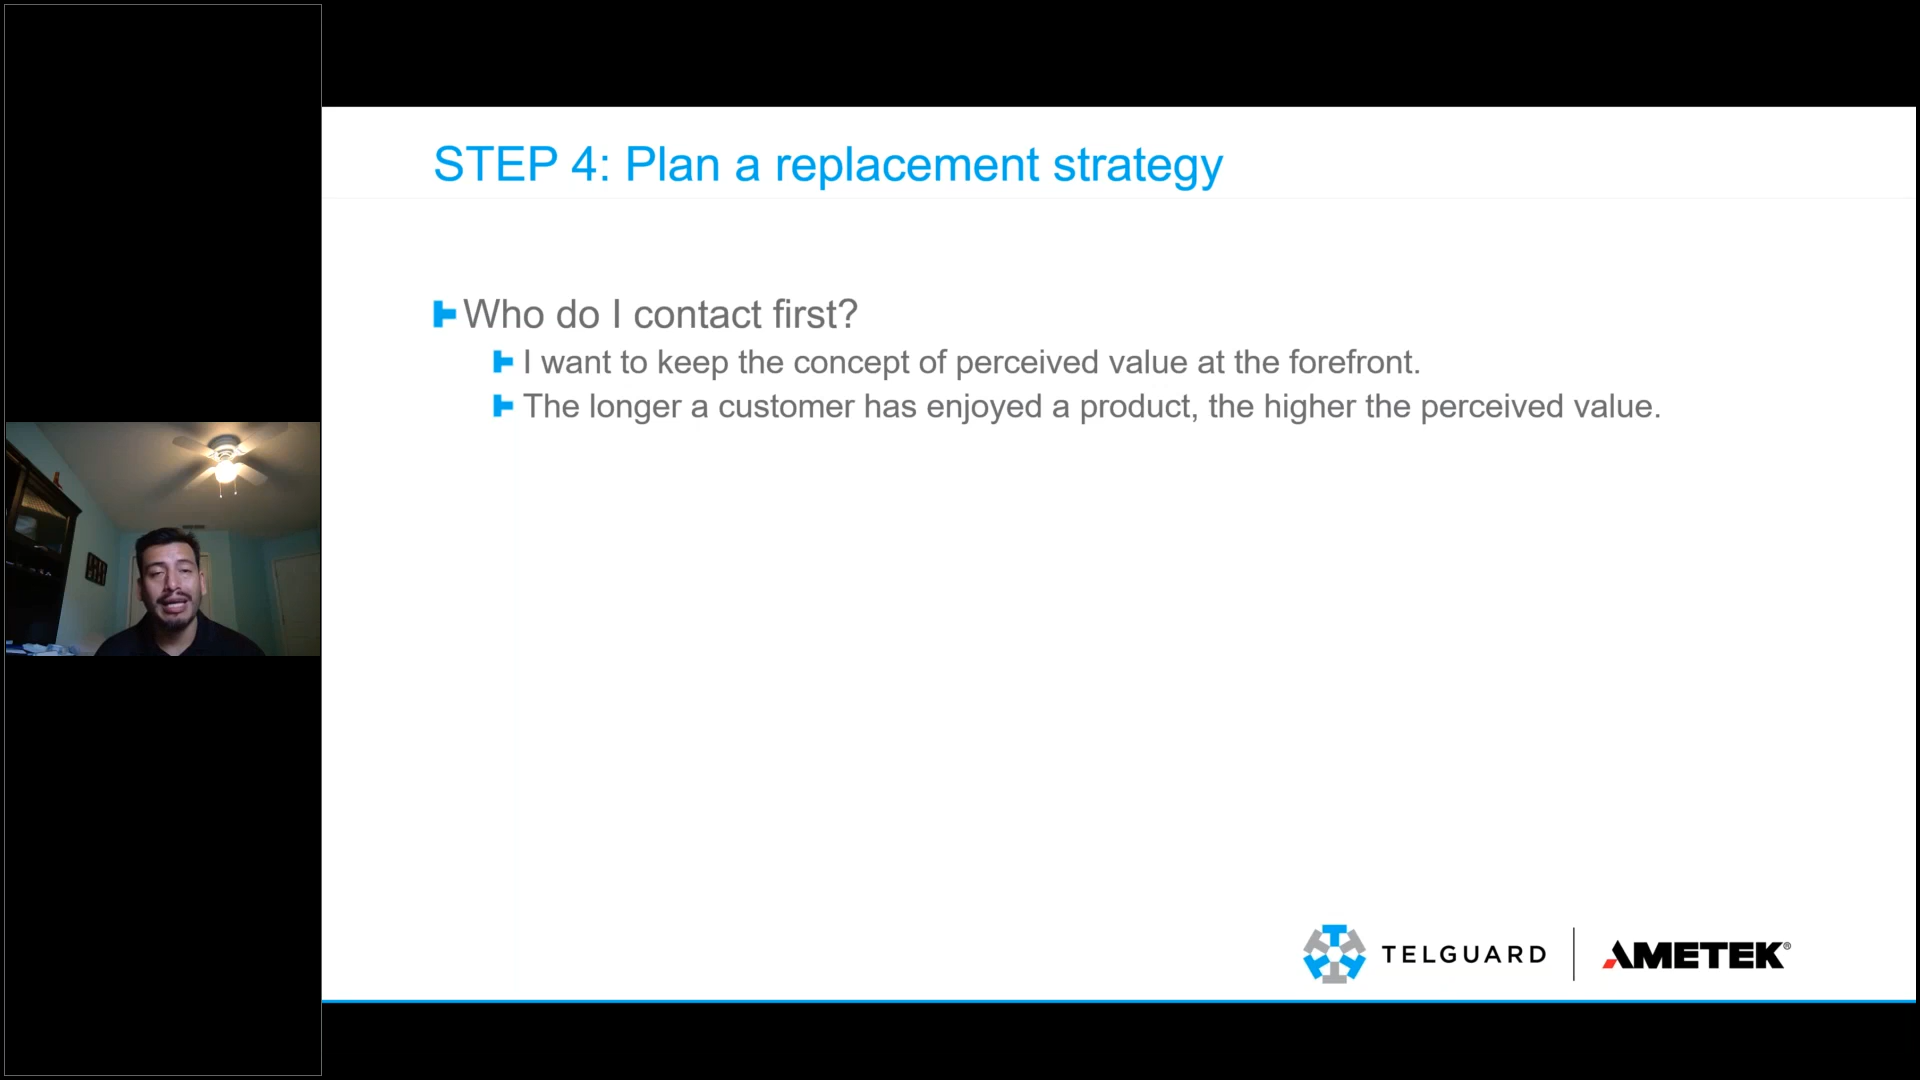 STEP 4: Plan a replacement strategy
Who do I contact first?
I want to keep the concept of perceived value at the forefront.
The longer a customer has enjoyed a product, the higher the perceived value.
TELGUARD
AMETEK®